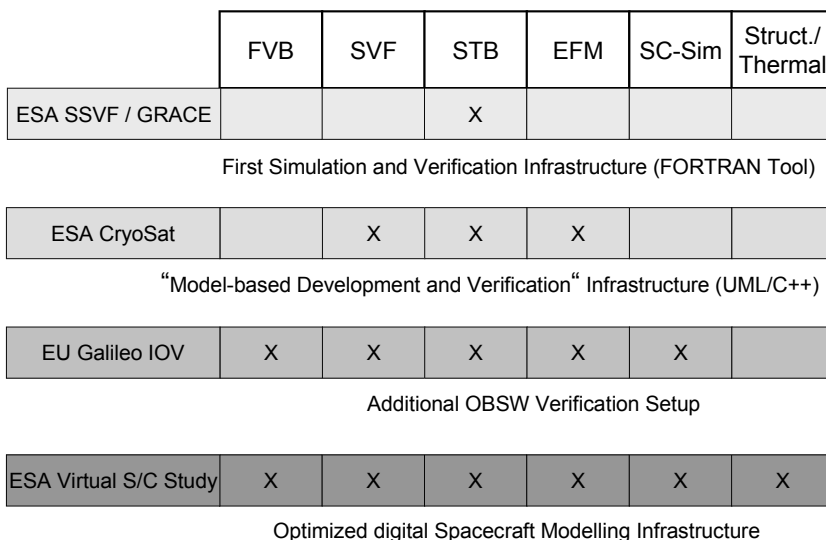 FVB SVF STB EFM SC-Sim Struct./
Thermal
ESA SSVF / GRACE X
First Simulation and Verification Infrastructure (FORTRAN Tool)
ESA CryoSat X X X
“Model-based Development and Verification“ Infrastructure (UML/C++)
EU Galileo IOV X X X X X
Additional OBSW Verification Setup
ESA Virtual S/C Study X X X X X X
Optimized digital Spacecraft Modelling Infrastructure